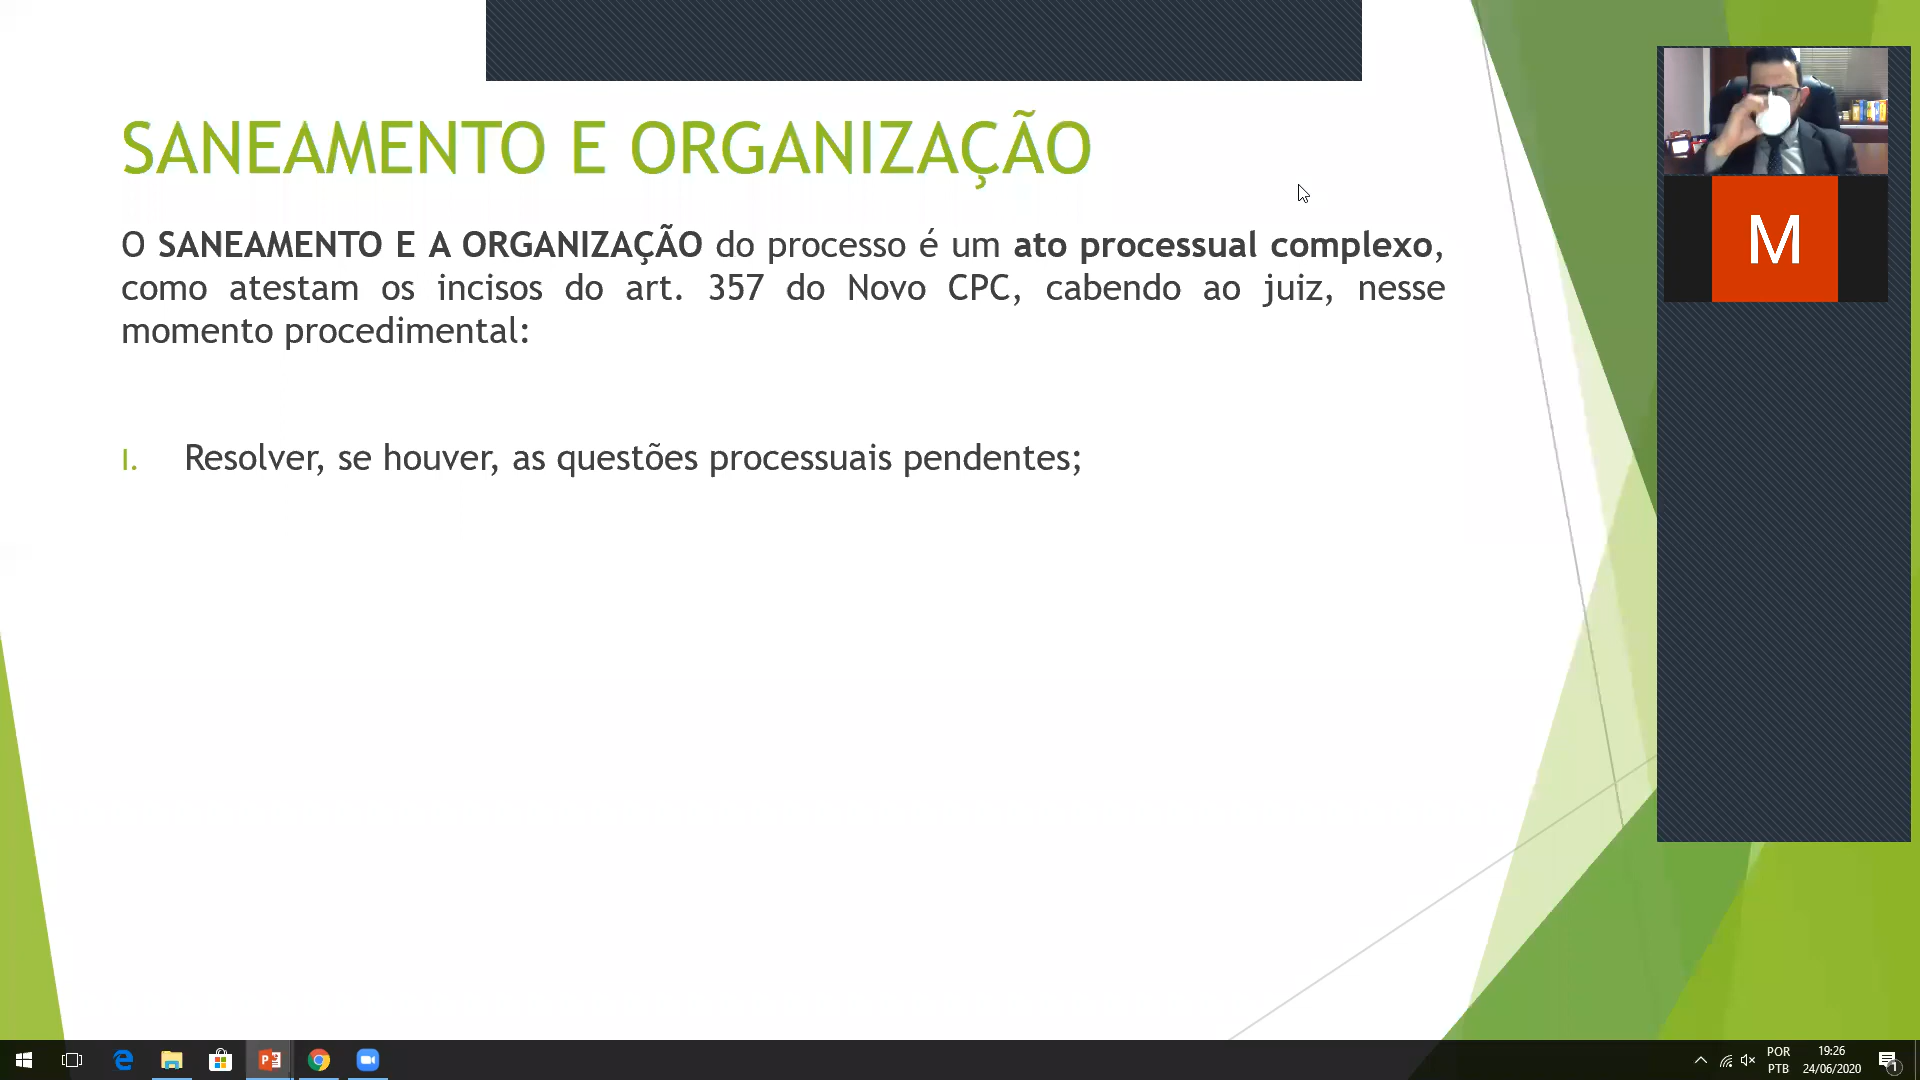 SANEAMENTO E ORGANIZAÇÃO
O SANEAMENTO E A ORGANIZAÇÃO do processo é um ato processual complexo,
como atestam os incisos do art. 357 do Novo CPC, cabendo ao juiz, nesse
momento procedimental:
I. Resolver, se houver, as questões processuais pendentes;
M
POR
PTB
19:26
24/06/2020
1